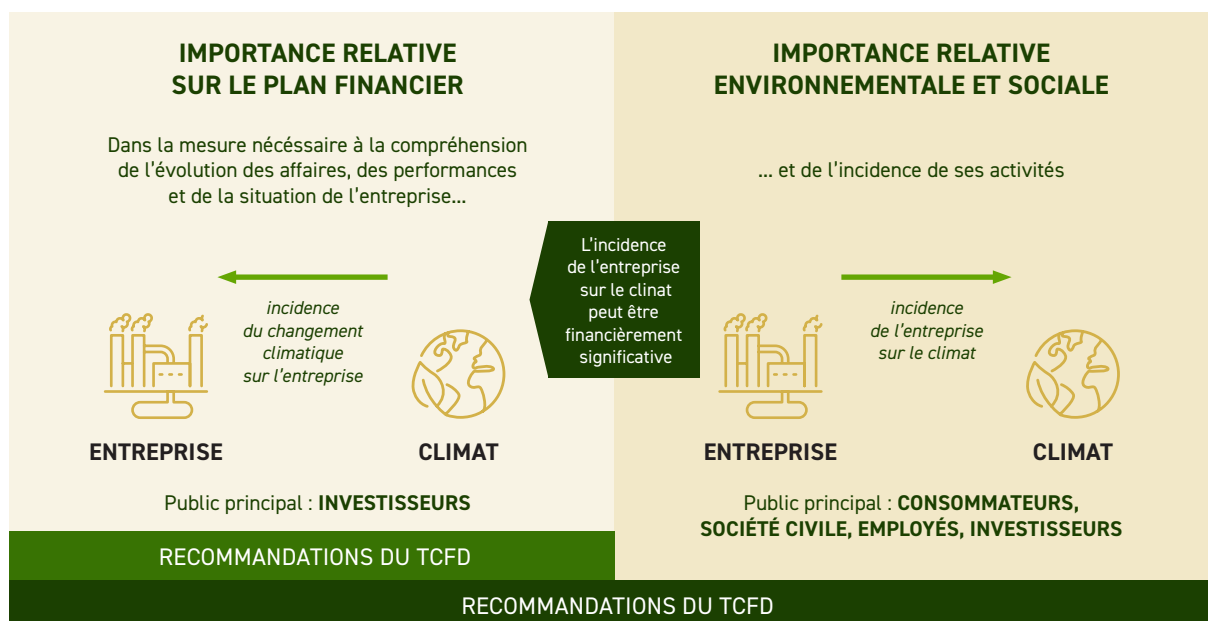 IMPORTANCE RELATIVE
SUR LE PLAN FINANCIER
Dans la mesure nécéssaire à la compréhension
de l'évolution des affaires, des performances
et de la situation de l'entreprise...
incidence
du changement
climatique
sur l'entreprise
ENTREPRISE
CLIMAT
Public principal : INVESTISSEURS
RECOMMANDATIONS DU TCFD
L'incidence
de l'entreprise
sur le clinat
peut être
financièrement
significative
IMPORTANCE RELATIVE
ENVIRONNEMENTALE ET SOCIALE
... et de l'incidence de ses activités
incidence
de l'entreprise
sur le climat
ENTREPRISE
CLIMAT
Public principal : CONSOMMATEURS,
SOCIÉTÉ CIVILE, EMPLOYÉS, INVESTISSEURS
RECOMMANDATIONS DU TCFD